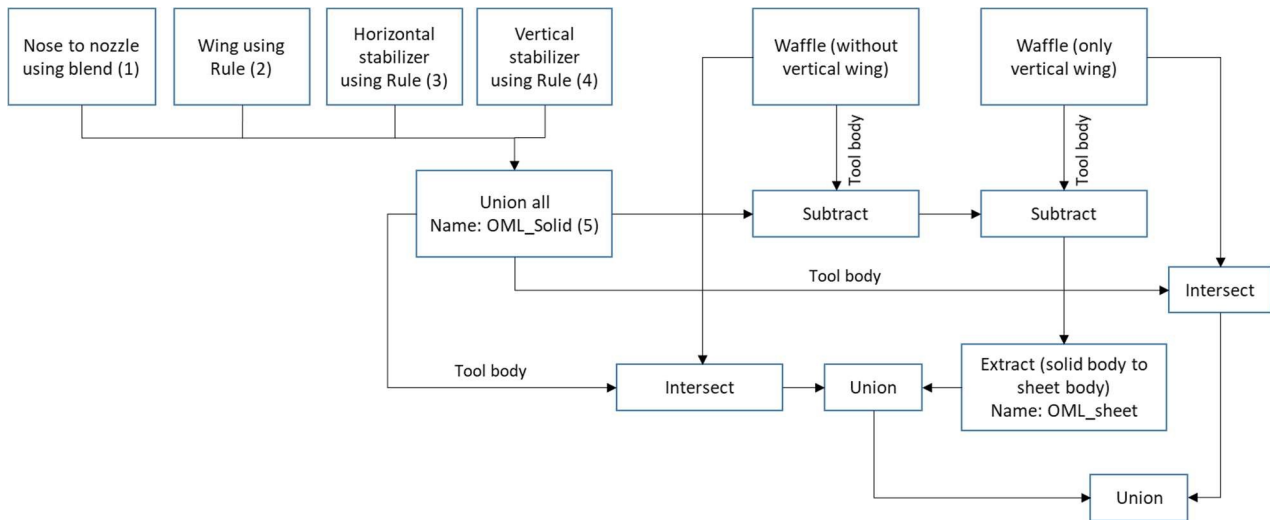 Nose to nozzle
using blend (1)
Wing using
Rule (2)
Horizontal
stabilizer
using Rule (3)
Vertical
stabilizer
using Rule (4)
Waffle (without
vertical wing)
Waffle (only
vertical wing)
Tool body
Tool body
Union all
Name: OML_Solid (5)
Subtract
Subtract
Tool body
Intersect
Tool body
Intersect
Union
Extract (solid body to
sheet body)
Name: OML_sheet
Union